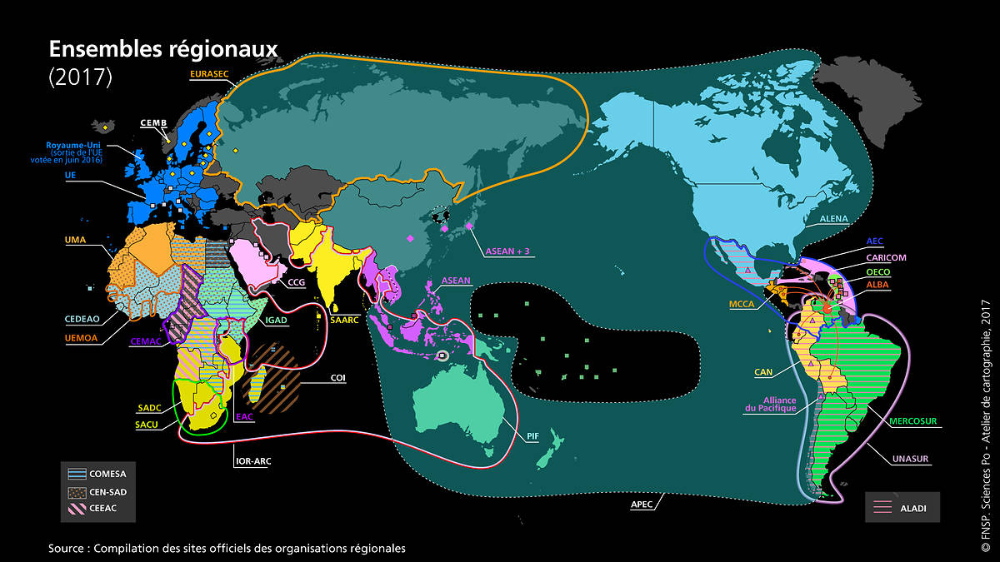 Ensembles régionaux
(2017)
EURASEC
CEMB
Royaume-Uni
(sortie de l'UE
votée en juin 2016)
UE
ALENA
UMA
AEC
ASEAN + 3
CARICOM
OECO
CCG
ASEAN
ALBA
MCCA
CEDEAO
IGAD
SAARC
UEMOA
CEMAC
CAN
COI
Alliance
du Pacifique
SADC
EAC
SACU
MERCOSUR
PIF
IOR-ARC
UNASUR
COMESA
CEN-SAD
CEEAC
APEC
ALADI
Source : Compilation des sites officiels des organisations régionales
© FNSP. Sciences Po - Atelier de cartographie, 2017